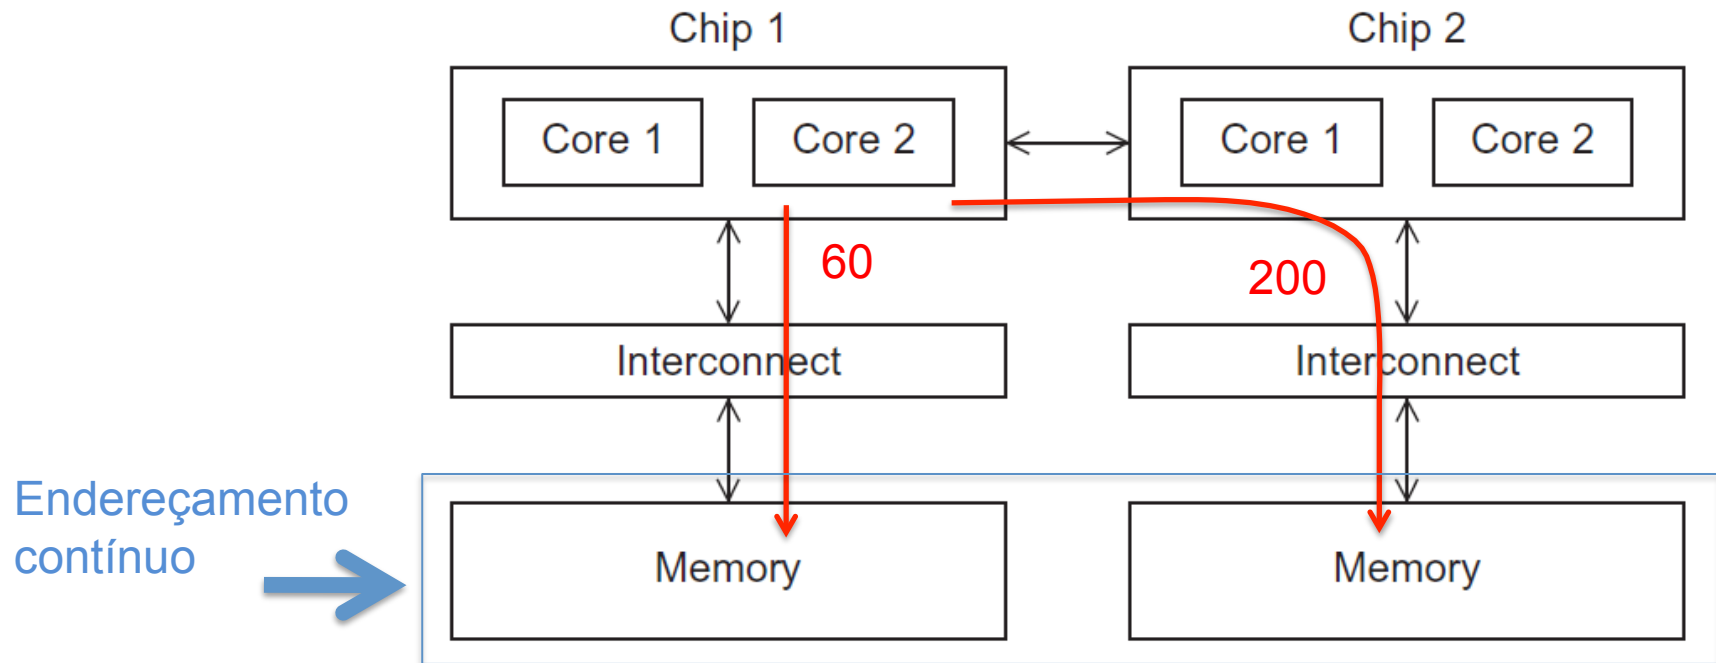 Chip 1
Chip 2
Core 1
Core 2
Core 1
Core 2
60
200
Interconnect
Interconnect
Endereçamento
contínuo
Memory
Memory